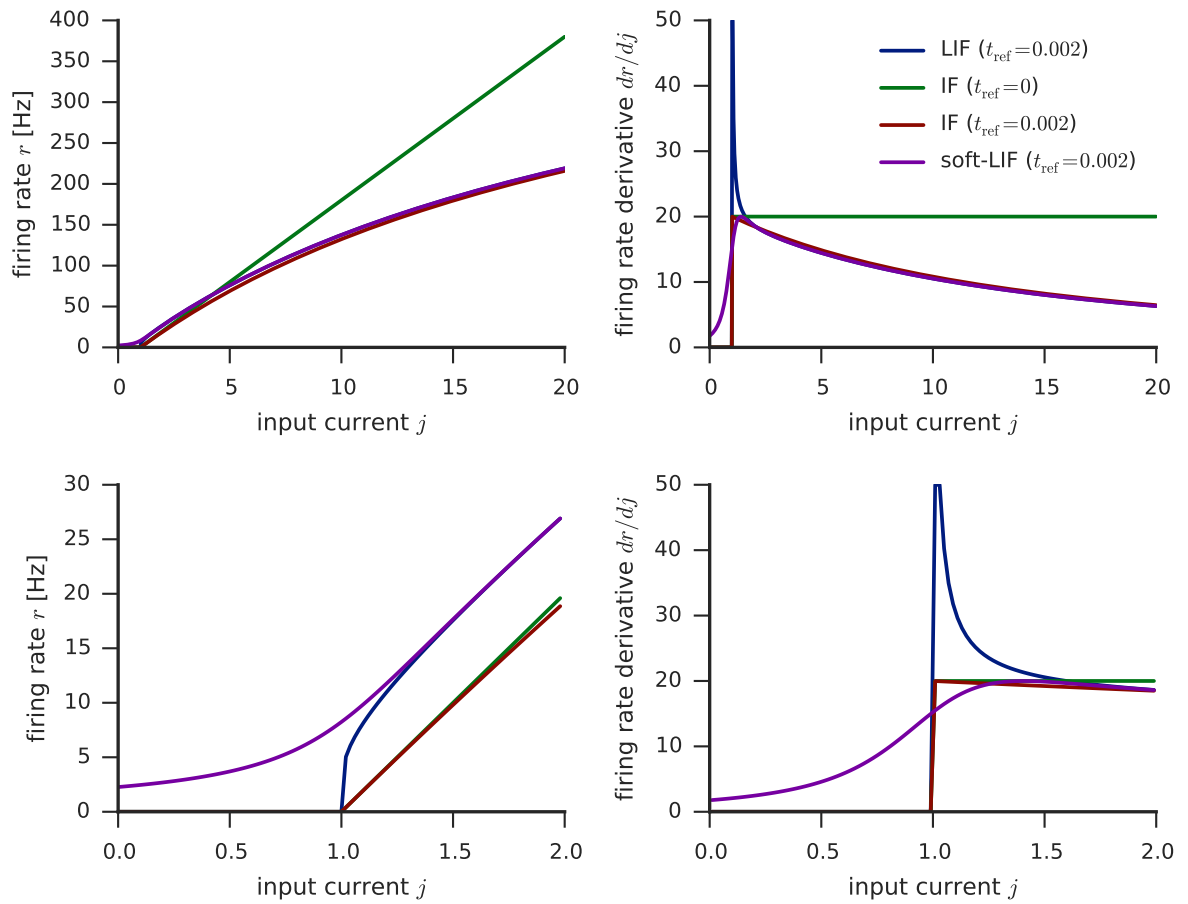 400
350
300
250
200
150
100
50
0
firing rate r [Hz]
0 5 10 15 20
input current j
50
40
30
20
10
0
firing rate derivative dr/dj
LIF (t_ref=0.002)
IF (t_ref=0)
IF (t_ref=0.002)
soft-LIF (t_ref=0.002)
0 5 10 15 20
input current j
30
25
20
15
10
5
0
firing rate r [Hz]
0.0 0.5 1.0 1.5 2.0
input current j
50
40
30
20
10
0
firing rate derivative dr/dj
0.0 0.5 1.0 1.5 2.0
input current j